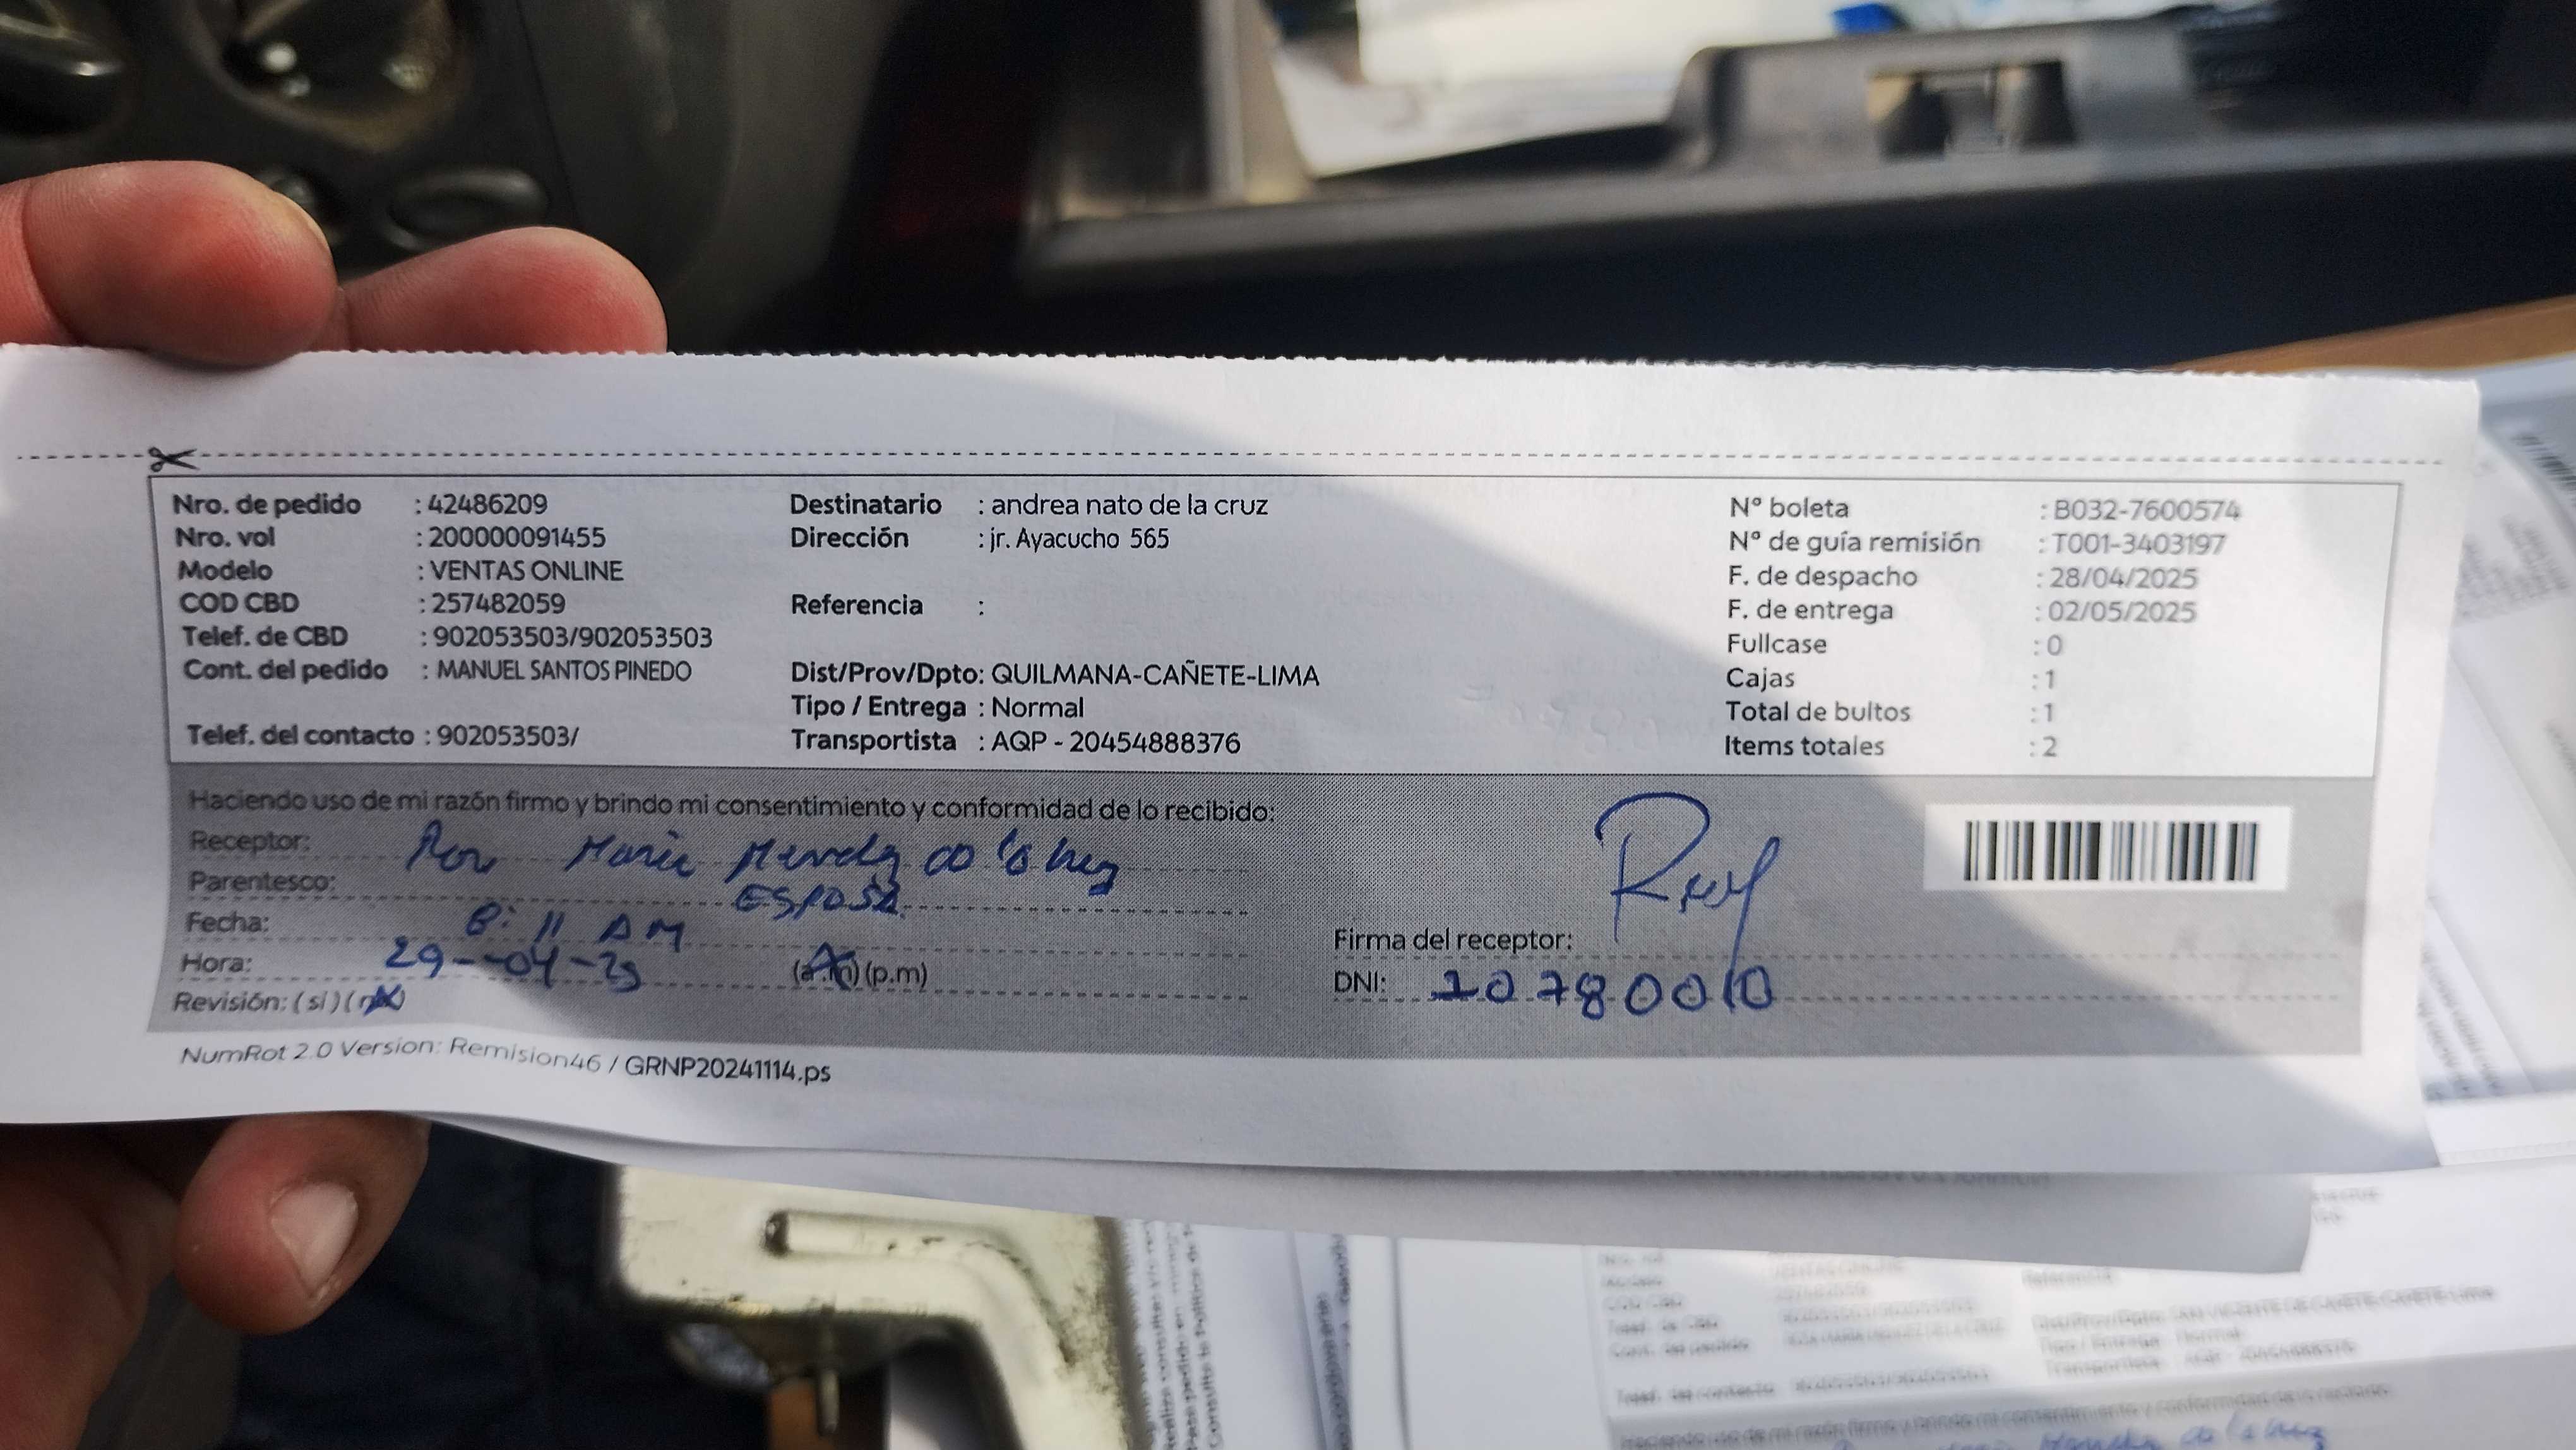 Nro. de pedido : 42486209
Nro. vol : 200000091455
Modelo : VENTAS ONLINE
COD CBD : 257482059
Telef. de CBD : 902053503/902053503
Cont. del pedido : MANUEL SANTOS PINEDO
Telef. del contacto : 902053503/
Destinatario : andrea nato de la cruz
Dirección : jr. Ayacucho 565
Referencia :
Dist/Prov/Dpto: QUILMANA-CAÑETE-LIMA
Tipo / Entrega : Normal
Transportista : AQP - 20454888376
Nº boleta : B032-7600574
Nº de guía remisión : T001-3403197
F. de despacho : 28/04/2025
F. de entrega : 02/05/2025
Fullcase : 0
Cajas : 1
Total de bultos : 1
Items totales : 2
Haciendo uso de mi razón firmo y brindo mi consentimiento y conformidad de lo recibido:
Receptor: Maria
Parentesco: ESPOSA
Fecha: 8:11 AM
Hora: 29-04-25 (a.m) (p.m)
Revisión: ( si ) ( no )
Firma del receptor:
DNI: 10780010
NumRot 2.0 Version: Remision46 / GRNP20241114.ps